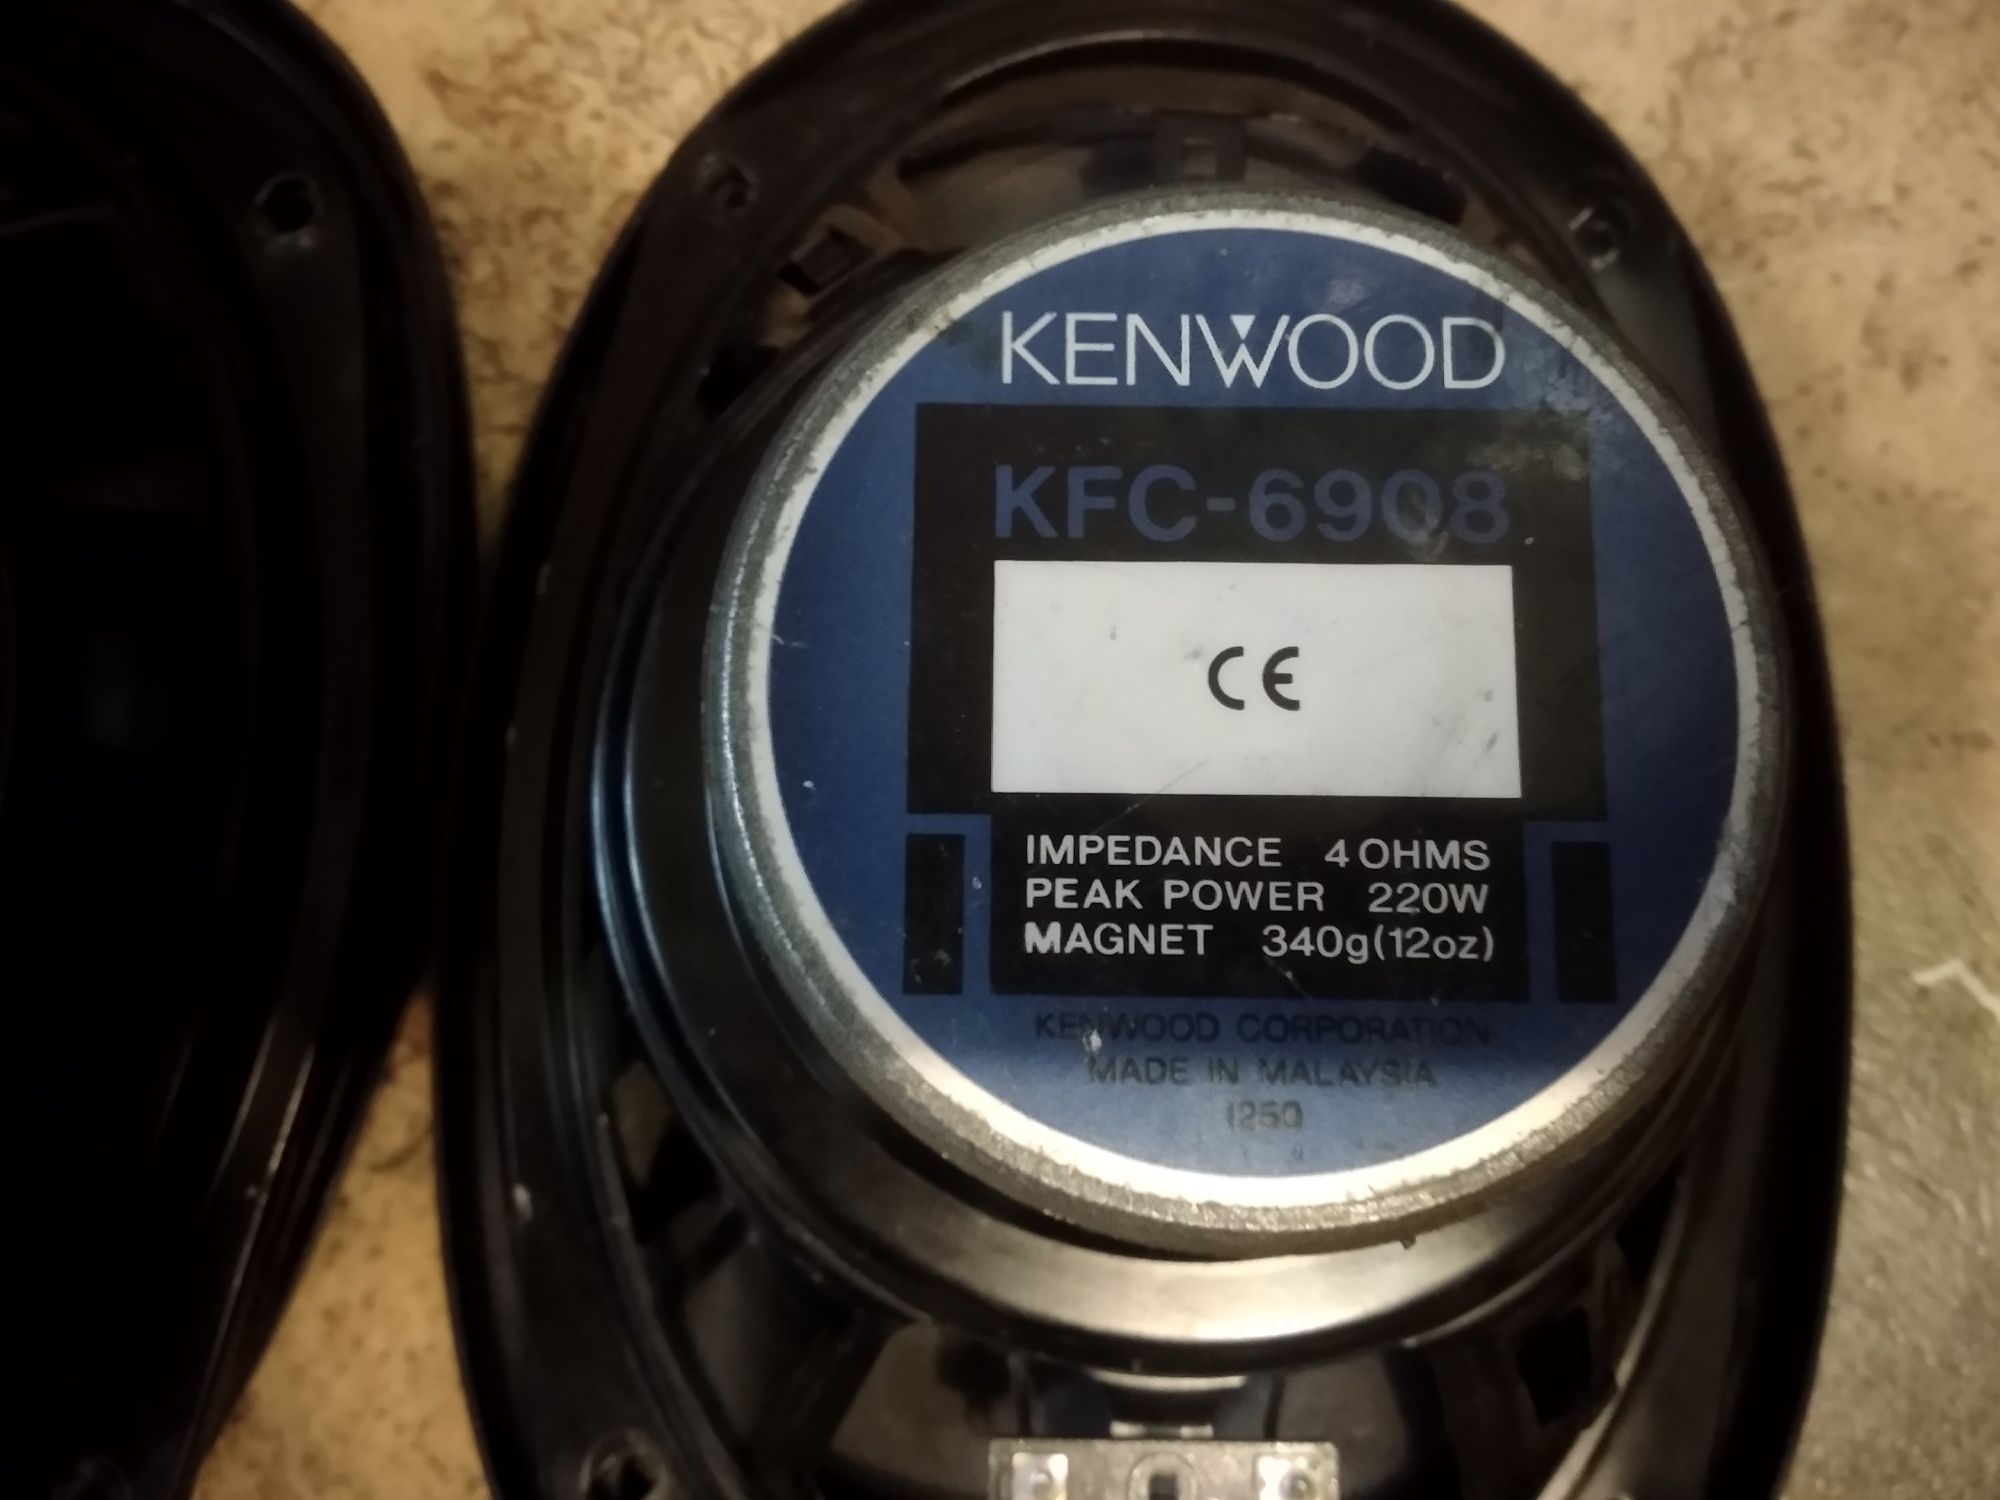 KENWOOD
KFC-6908
CE
IMPEDANCE 4 OHMS
PEAK POWER 220W
MAGNET 340g(12oz)
KENWOOD CORPORATION
MADE IN MALAYSIA
1250